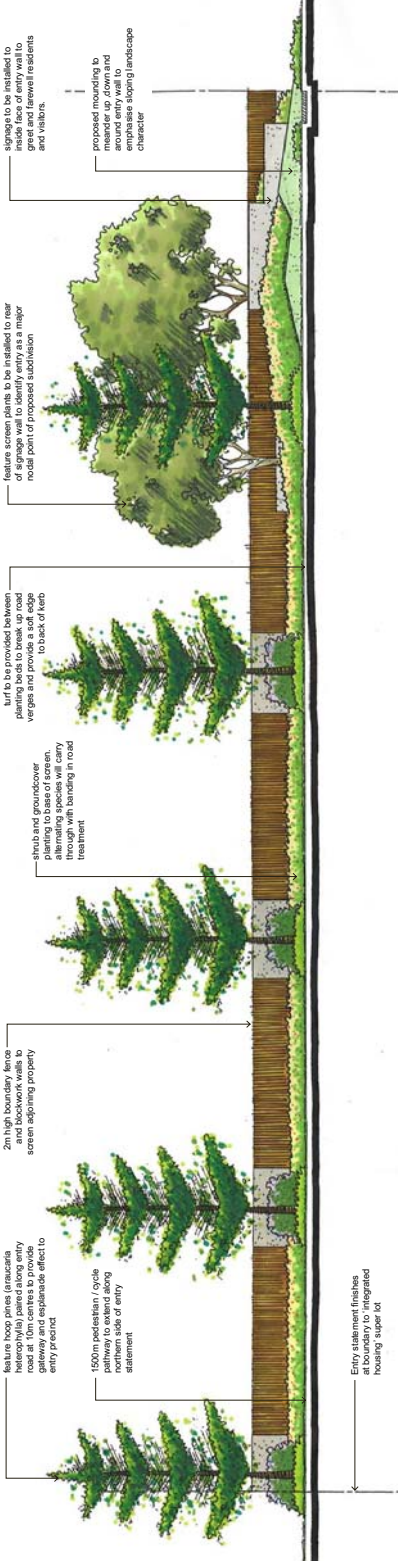 feature hoop pines (araucaria
heterophylla) paired along entry
road at 10m centres to provide
gateway and esplanade effect to
entry precinct
1500m pedestrian / cycle
pathway to extend along
northern side of entry
statement
Entry statement finishes
at boundary to 'integrated
housing' super lot
2m high boundary fence
and blockwork walls to
screen adjoining property
shrub and groundcover
planting to base of screen.
alternating species will carry
through with banding in road
treatment
turf to be provided between
planting beds to break up road
verges and provide a soft edge
to back of kerb
feature screen plants to be installed to rear
of signage wall to identify entry as a major
nodal point of proposed subdivision
signage to be installed to
inside face of entry wall to
greet and farewell residents
and visitors.
proposed mounding to
meander up ,down and
around entry wall to
emphasise sloping landscape
character